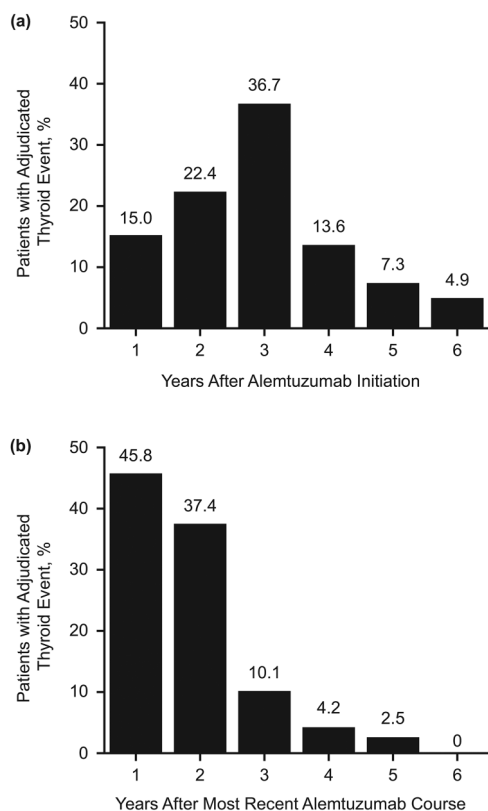 (a)
Patients with Adjudicated
Thyroid Event, %
50
40
30
20
10
0
15.0
22.4
36.7
13.6
7.3
4.9
1 2 3 4 5 6
Years After Alemtuzumab Initiation
(b)
Patients with Adjudicated
Thyroid Event, %
50
40
30
20
10
0
45.8
37.4
10.1
4.2
2.5
0
1 2 3 4 5 6
Years After Most Recent Alemtuzumab Course